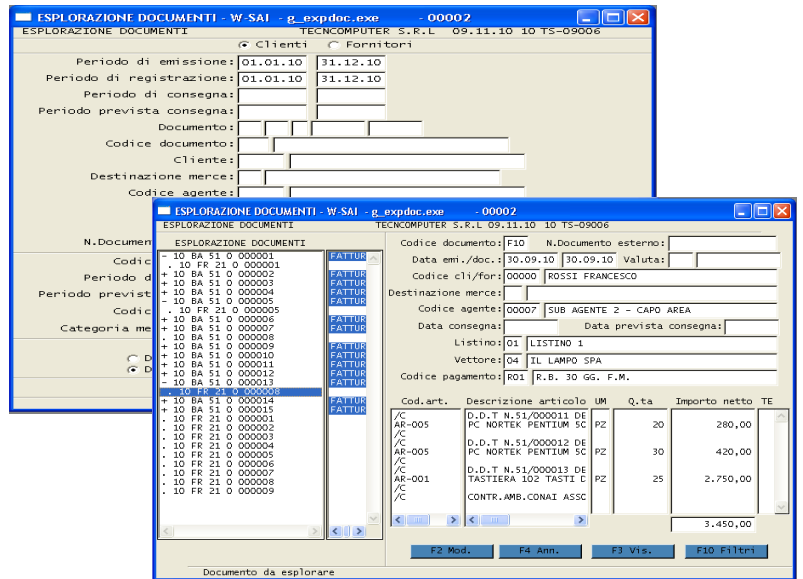 ESPLORAZIONE DOCUMENTI - W-SAI - g_expdoc.exe - 00002
ESPLORAZIONE DOCUMENTI TECNCOMPUTER S.R.L 09.11.10 10 TS-09006
Clienti Fornitori
Periodo di emissione: 01.01.10 31.12.10
Periodo di registrazione: 01.01.10 31.12.10
Periodo di consegna:
Periodo prevista consegna:
Documento:
Codice documento:
Cliente:
Destinazione merce:
Codice agente:
N.Documen
Codic
Periodo d
Periodo previst
Codic
Categoria me
D
D
ESPLORAZIONE DOCUMENTI - W-SAI - g_expdoc.exe - 00002
ESPLORAZIONE DOCUMENTI TECNCOMPUTER S.R.L 09.11.10 10 TS-09006
ESPLORAZIONE DOCUMENTI
- 10 BA 51 0 000001 FATTUR
. 10 FR 21 0 000001
+ 10 BA 51 0 000002 FATTUR
+ 10 BA 51 0 000003 FATTUR
+ 10 BA 51 0 000004 FATTUR
- 10 BA 51 0 000005 FATTUR
. 10 FR 21 0 000005
+ 10 BA 51 0 000006 FATTUR
+ 10 BA 51 0 000007 FATTUR
. 10 BA 51 0 000008
+ 10 BA 51 0 000009 FATTUR
+ 10 BA 51 0 000010 FATTUR
+ 10 BA 51 0 000011 FATTUR
+ 10 BA 51 0 000012 FATTUR
- 10 BA 51 0 000013 FATTUR
. 10 FR 21 0 000008
+ 10 BA 51 0 000014 FATTUR
+ 10 BA 51 0 000015 FATTUR
. 10 FR 21 0 000001
. 10 FR 21 0 000002
. 10 FR 21 0 000003
. 10 FR 21 0 000004
. 10 FR 21 0 000005
. 10 FR 21 0 000006
. 10 FR 21 0 000007
. 10 FR 21 0 000008
. 10 FR 21 0 000009
Codice documento: F10 N.Documento esterno:
Data emi./doc.: 30.09.10 30.09.10 Valuta:
Codice cli/for: 00000 ROSSI FRANCESCO
Destinazione merce:
Codice agente: 00007 SUB AGENTE 2 - CAPO AREA
Data consegna: Data prevista consegna:
Listino: 01 LISTINO 1
Vettore: 04 IL LAMPO SPA
Codice pagamento: R01 R.B. 30 GG. F.M.
Cod.art. Descrizione articolo UM Q.ta Importo netto TE
/C D.D.T N.51/000011 DE
AR-005 PC NORTEK PENTIUM 5C PZ 20 280,00
/C
/C D.D.T N.51/000012 DE
AR-005 PC NORTEK PENTIUM 5C PZ 30 420,00
/C
/C D.D.T N.51/000013 DE
AR-001 TASTIERA 102 TASTI D PZ 25 2.750,00
/C
/C CONTR.AMB.CONAI ASSC
3.450,00
F2 Mod. F4 Ann. F3 Vis. F10 Filtri
Documento da esplorare